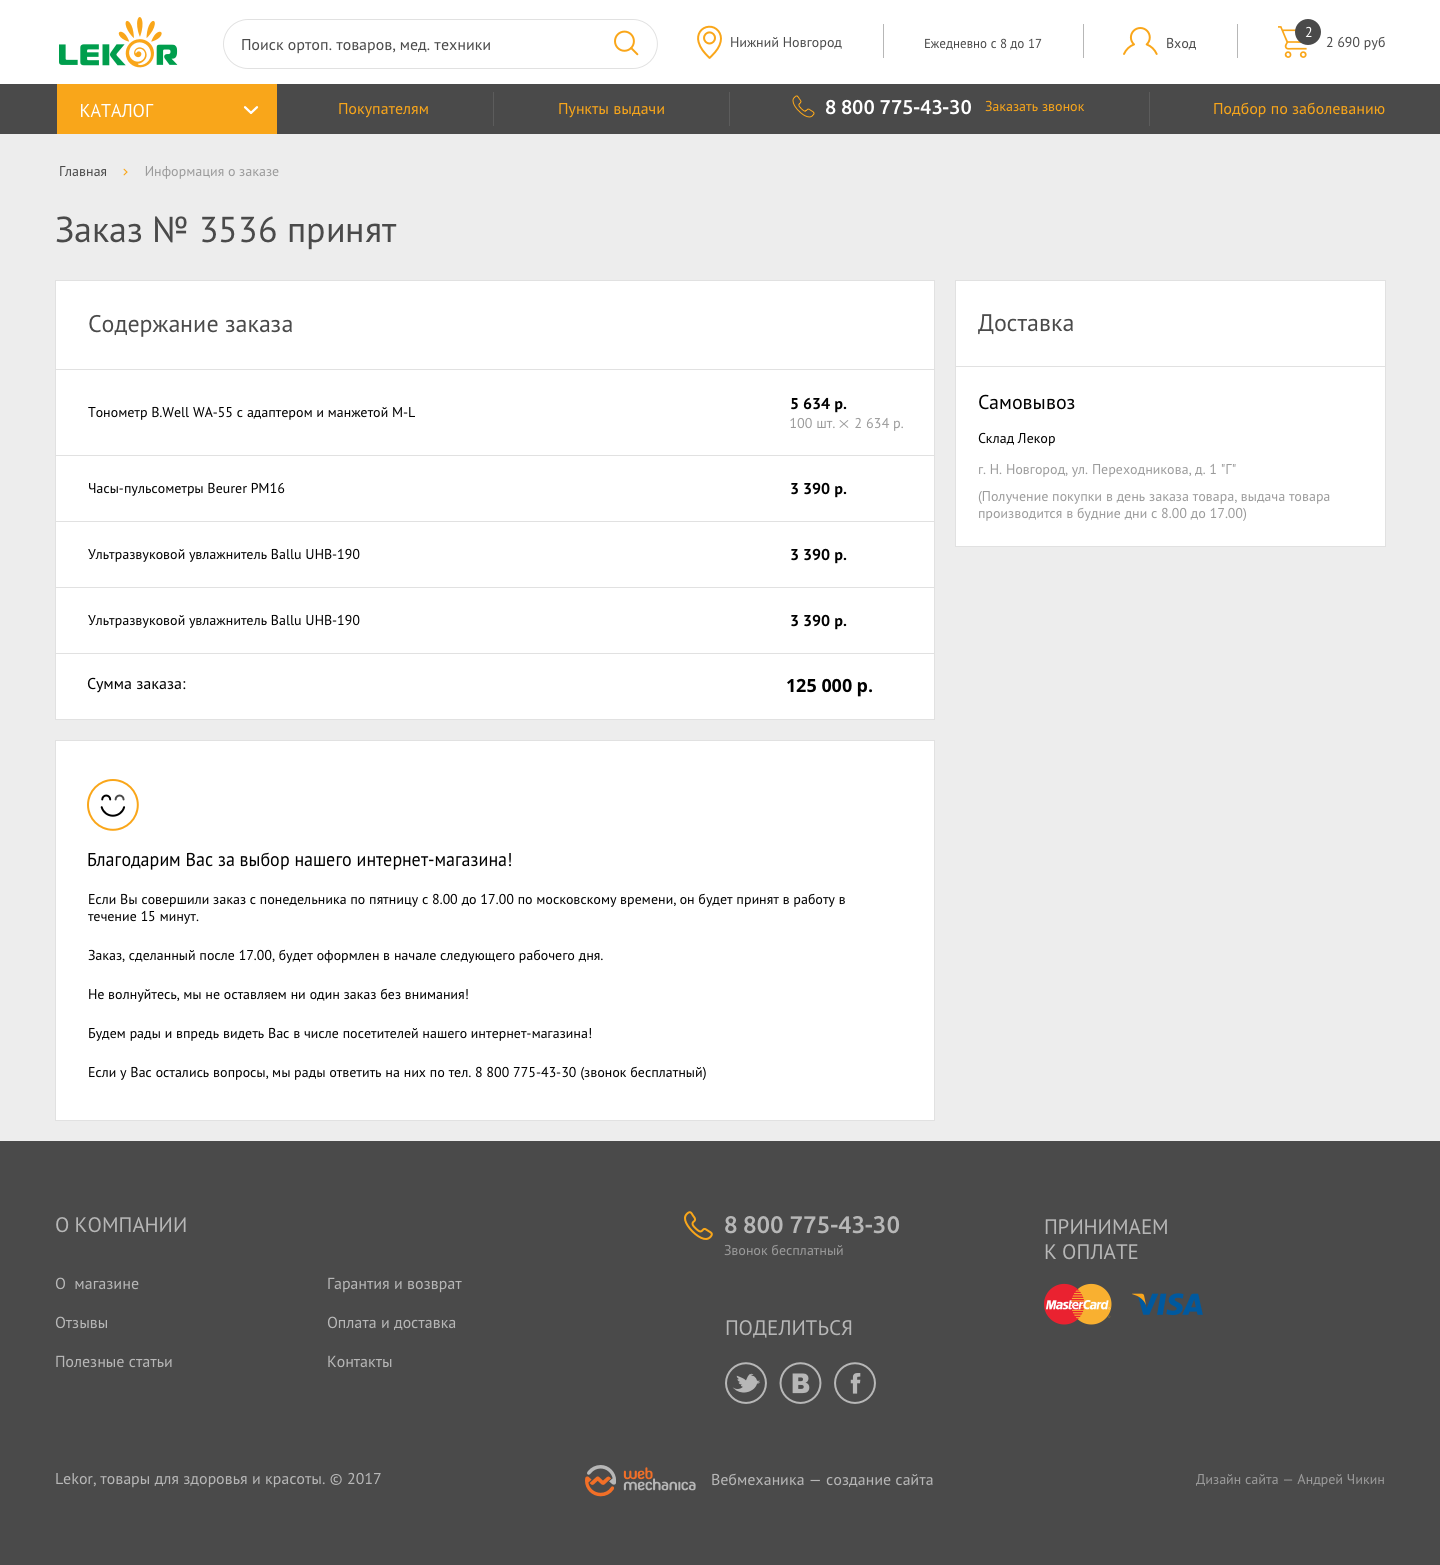 LEKOR
Поиск ортоп. товаров, мед. техники
Нижний Новгород
Ежедневно с 8 до 17
Вход
2
2 690 руб
КАТАЛОГ
Покупателям
Пункты выдачи
8 800 775-43-30
Заказать звонок
Подбор по заболеванию
Главная
Информация о заказе
Заказ № 3536 принят
Содержание заказа
Тонометр B.Well WA-55 с адаптером и манжетой M-L
5 634 р.
100 шт. × 2 634 р.
Часы-пульсометры Beurer PM16
3 390 р.
Ультразвуковой увлажнитель Ballu UHB-190
3 390 р.
Ультразвуковой увлажнитель Ballu UHB-190
3 390 р.
Сумма заказа:
125 000 р.
Доставка
Самовывоз
Склад Лекор
г. Н. Новгород, ул. Переходникова, д. 1 "Г"
(Получение покупки в день заказа товара, выдача товара
производится в будние дни с 8.00 до 17.00)
Благодарим Вас за выбор нашего интернет-магазина!
Если Вы совершили заказ с понедельника по пятницу с 8.00 до 17.00 по московскому времени, он будет принят в работу в
течение 15 минут.
Заказ, сделанный после 17.00, будет оформлен в начале следующего рабочего дня.
Не волнуйтесь, мы не оставляем ни один заказ без внимания!
Будем рады и впредь видеть Вас в числе посетителей нашего интернет-магазина!
Если у Вас остались вопросы, мы рады ответить на них по тел. 8 800 775-43-30 (звонок бесплатный)
О КОМПАНИИ
О магазине
Отзывы
Полезные статьи
Гарантия и возврат
Оплата и доставка
Контакты
8 800 775-43-30
Звонок бесплатный
ПОДЕЛИТЬСЯ
B
f
ПРИНИМАЕМ
К ОПЛАТЕ
MasterCard
VISA
Lekor, товары для здоровья и красоты. © 2017
web
mechanica
Вебмеханика — создание сайта
Дизайн сайта — Андрей Чикин